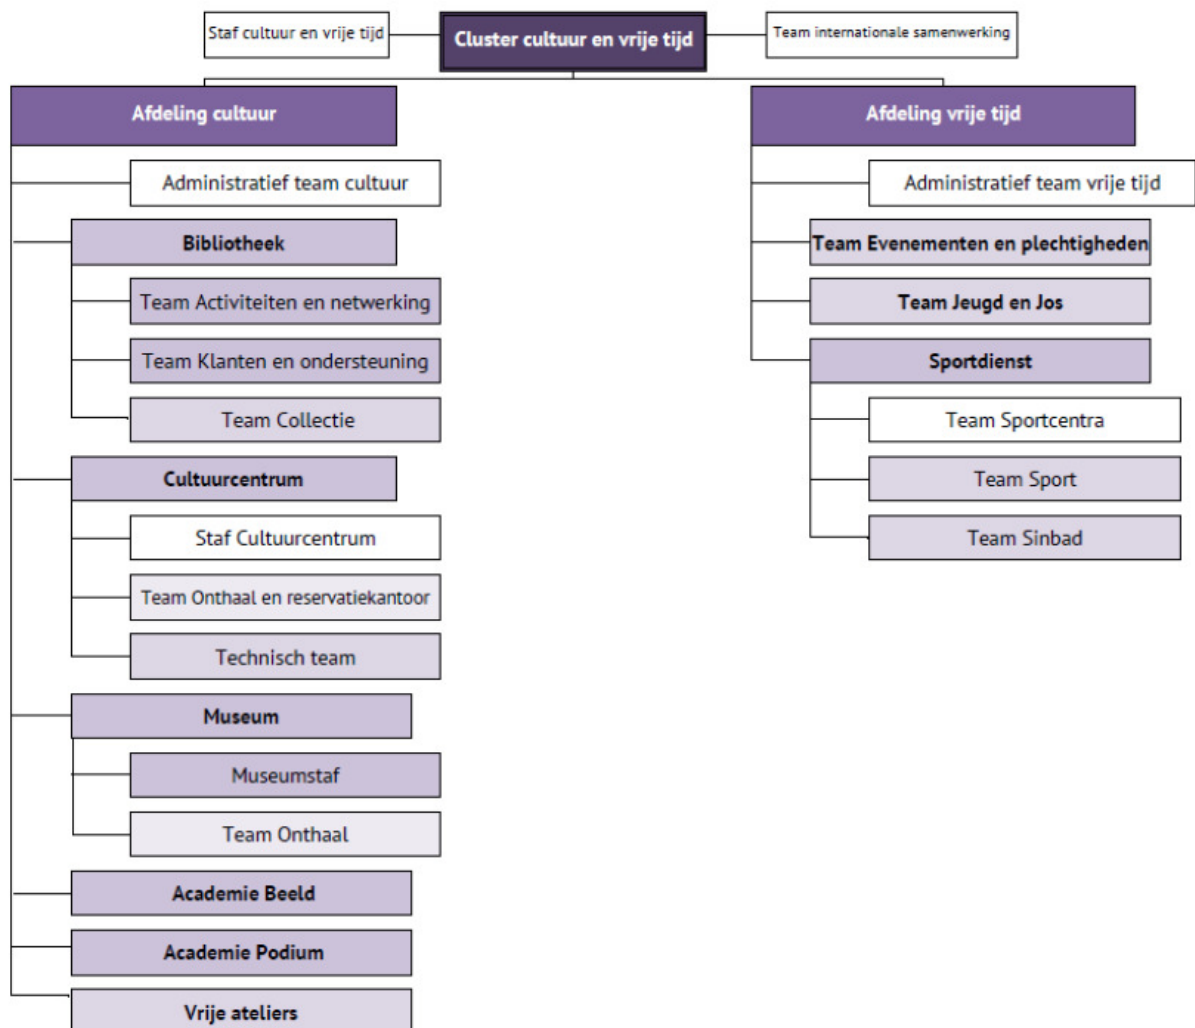 Staf cultuur en vrije tijd
Cluster cultuur en vrije tijd
Team internationale samenwerking
Afdeling cultuur
Administratief team cultuur
Bibliotheek
Team Activiteiten en netwerking
Team Klanten en ondersteuning
Team Collectie
Cultuurcentrum
Staf Cultuurcentrum
Team Onthaal en reservatiekantoor
Technisch team
Museum
Museumstaf
Team Onthaal
Academie Beeld
Academie Podium
Vrije ateliers
Afdeling vrije tijd
Administratief team vrije tijd
Team Evenementen en plechtigheden
Team Jeugd en Jos
Sportdienst
Team Sportcentra
Team Sport
Team Sinbad